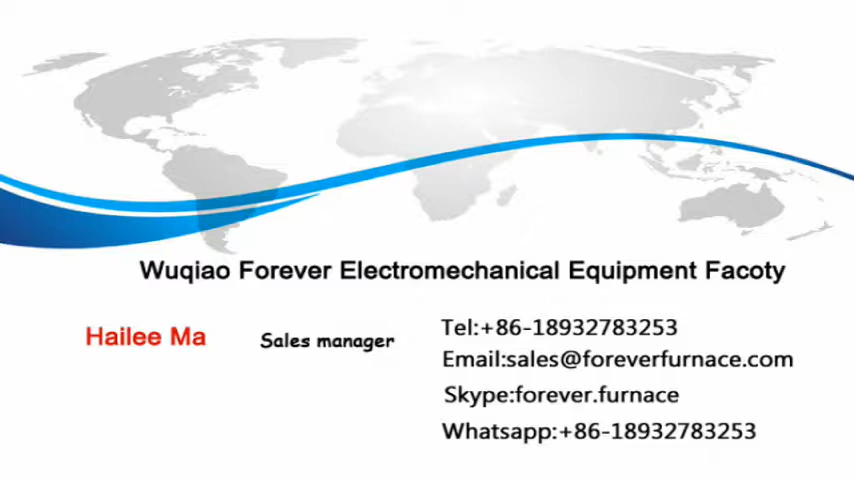 Wuqiao Forever Electromechanical Equipment Facoty
Hailee Ma
Sales manager
Tel:+86-18932783253
Email:sales@foreverfurnace.com
Skype:forever.furnace
Whatsapp:+86-18932783253